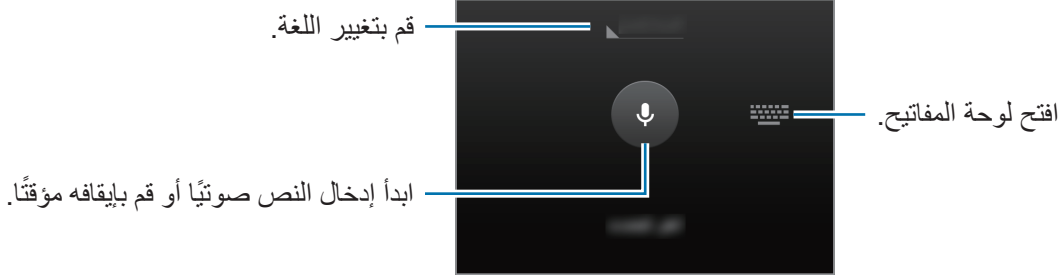 قم بتغيير اللغة.
افتح لوحة المفاتيح.
ابدأ إدخال النص صوتيًا أو قم بإيقافه مؤقتًا.